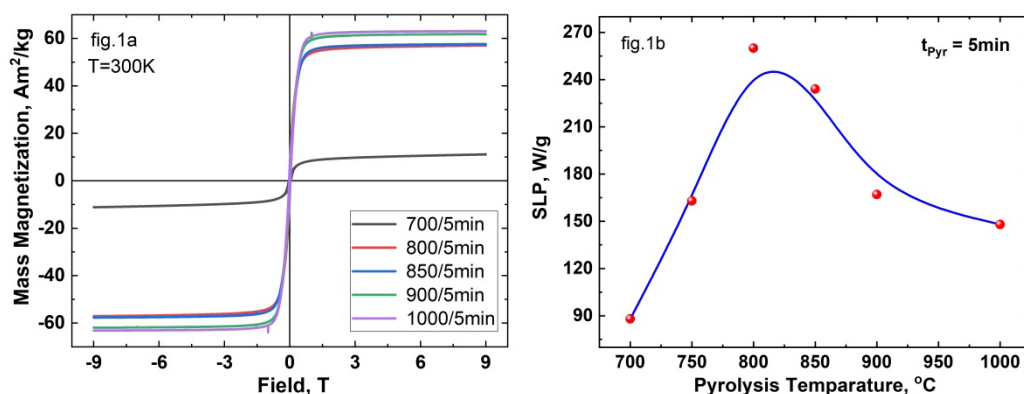 fig.1a
T=300K
Mass Magnetization, Am²/kg
60
40
20
0
-20
-40
-60
700/5min
800/5min
850/5min
900/5min
1000/5min
-9 -6 -3 0 3 6 9
Field, T
fig.1b
t_Pyr = 5min
SLP, W/g
270
240
210
180
150
120
90
700 750 800 850 900 950 1000
Pyrolysis Temparature, °C